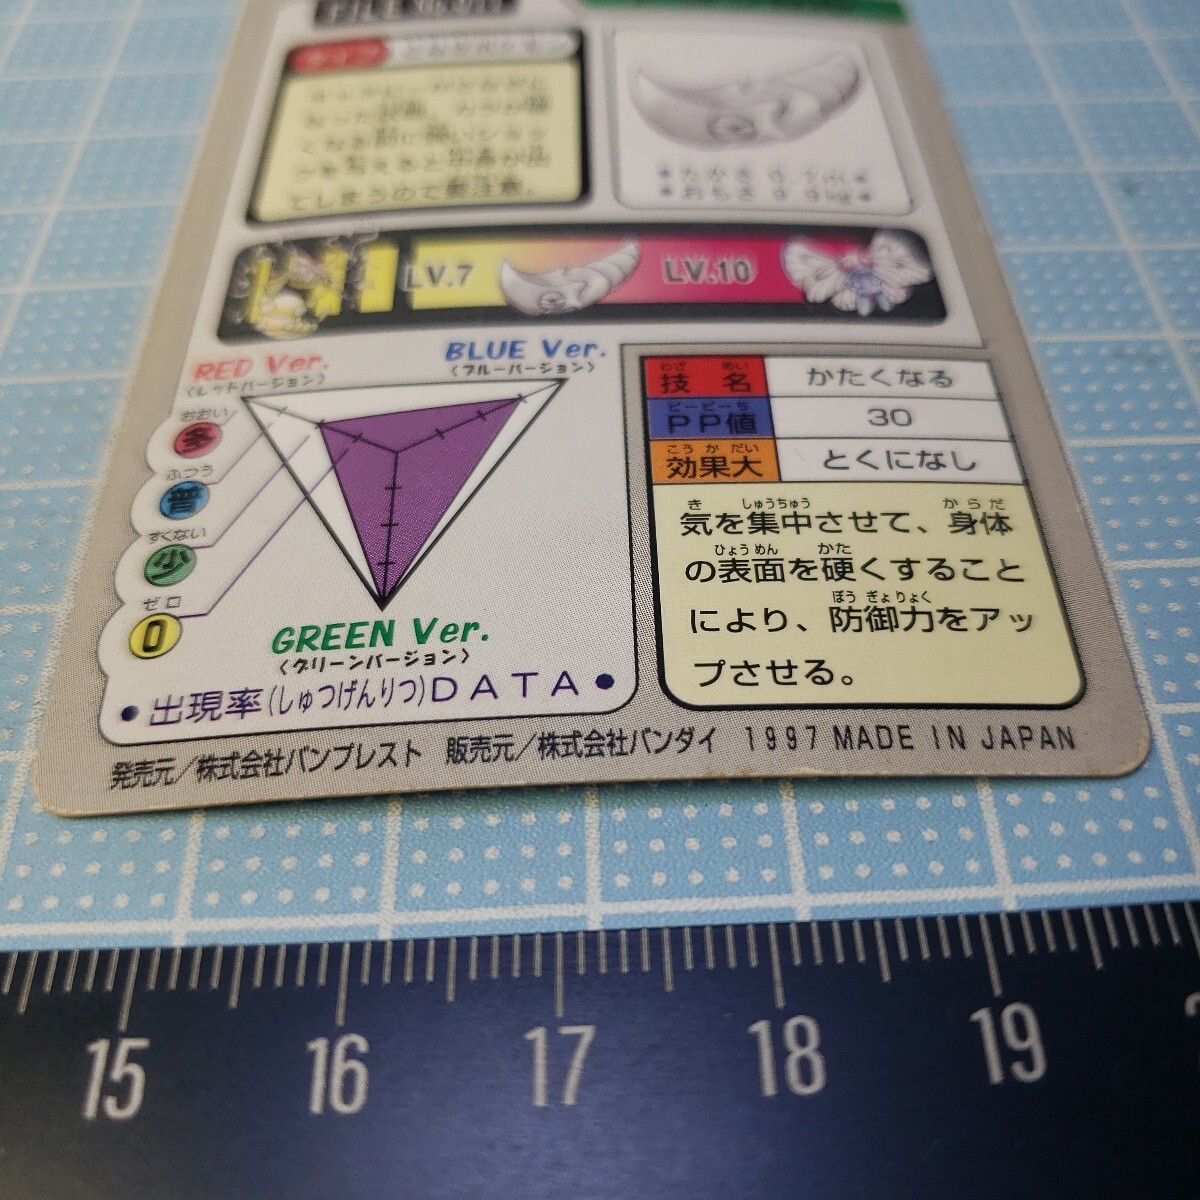 てしまうので要注意。
LV.7
LV.10
RED Ver.
〈レッドバージョン〉
BLUE Ver.
〈ブルーバージョン〉
おおい
多
ふつう
普
すくない
少
ゼロ
0
GREEN Ver.
〈グリーンバージョン〉
●出現率(しゅつげんりつ)DATA●
わざ めい
技 名 かたくなる
ピーピーち
PP値 30
こうかだい
効果大 とくになし
き しゅうちゅう からだ
気を集中させて、身体
ひょうめん かた
の表面を硬くすること
ぼうぎょりょく
により、防御力をアッ
プさせる。
発売元／株式会社バンプレスト 販売元／株式会社バンダイ 1997 MADE IN JAPAN
15 16 17 18 19